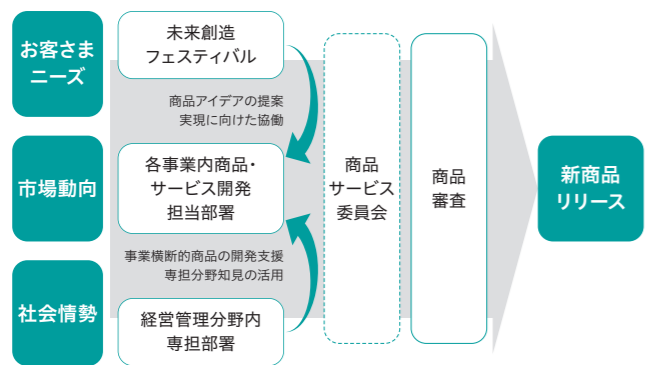 お客さま
ニーズ
未来創造
フェスティバル
商品アイデアの提案
実現に向けた協働
市場動向
各事業内商品・
サービス開発
担当部署
事業横断的商品の開発支援
専担分野知見の活用
社会情勢
経営管理分野内
専担部署
商品
サービス
委員会
商品
審査
新商品
リリース